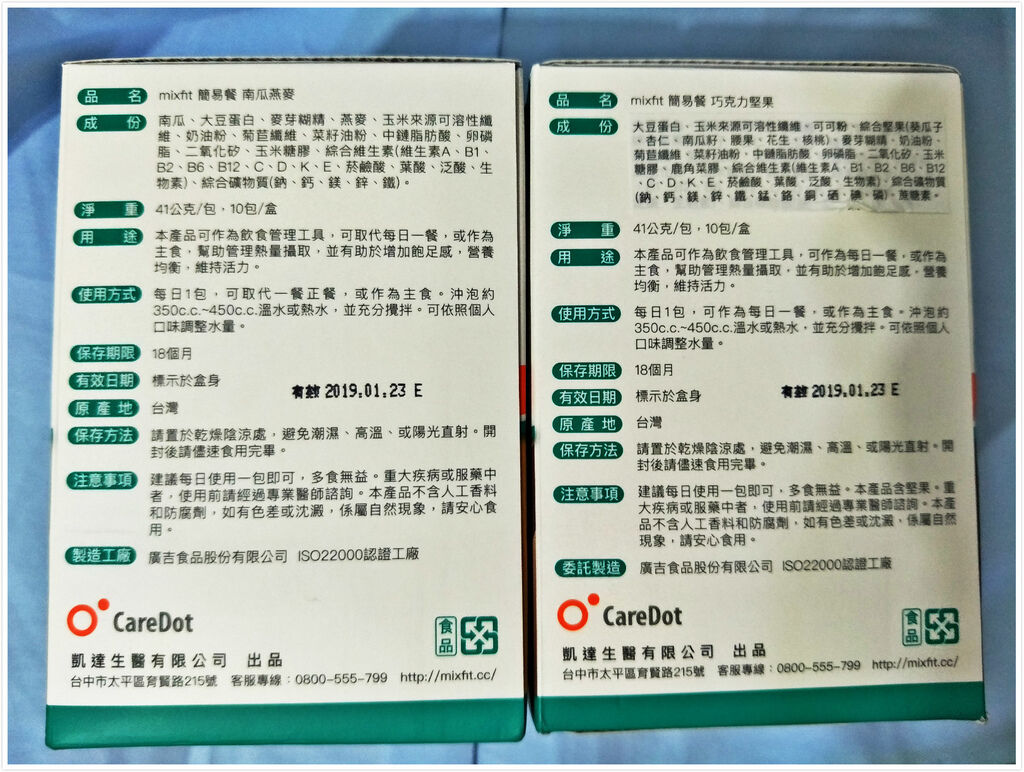 品名 mixfit 簡易餐 南瓜燕麥
成份 南瓜、大豆蛋白、麥芽糊精、燕麥、玉米來源可溶性纖
維、奶油粉、菊苣纖維、菜籽油粉、中鏈脂肪酸、卵磷
脂、二氧化矽、玉米糖膠、綜合維生素(維生素A、B1、
B2、B6、B12、C、D、K、E、菸鹼酸、葉酸、泛酸、生
物素)、綜合礦物質(鈉、鈣、鎂、鋅、鐵)。
淨重 41公克/包，10包/盒
用途 本產品可作為飲食管理工具，可取代每日一餐，或作為
主食，幫助管理熱量攝取，並有助於增加飽足感，營養
均衡，維持活力。
使用方式 每日1包，可取代一餐正餐，或作為主食。沖泡約
350c.c.~450c.c.溫水或熱水，並充分攪拌。可依照個人
口味調整水量。
保存期限 18個月
有效日期 標示於盒身
有效 2019.01.23 E
原產地 台灣
保存方法 請置於乾燥陰涼處，避免潮濕、高溫、或陽光直射。開
封後請儘速食用完畢。
注意事項 建議每日使用一包即可，多食無益。重大疾病或服藥中
者，使用前請經過專業醫師諮詢。本產品不含人工香料
和防腐劑，如有色差或沈澱，係屬自然現象，請安心食
用。
製造工廠 廣吉食品股份有限公司 ISO22000認證工廠
CareDot
食品
凱達生醫有限公司 出品
台中市太平區育賢路215號 客服專線：0800-555-799 http://mixfit.cc/
品名 mixfit 簡易餐 巧克力堅果
成份 大豆蛋白、玉米來源可溶性纖維、可可粉、綜合堅果(葵瓜子
、杏仁、南瓜籽、腰果、花生、核桃)、麥芽糊精、奶油粉、
菊苣纖維、菜籽油粉、中鏈脂肪酸、卵磷脂、二氧化矽、玉米
糖膠、鹿角菜膠、綜合維生素(維生素A、B1、B2、B6、B12
、C、D、K、E、菸鹼酸、葉酸、泛酸、生物素)、綜合礦物質
(鈉、鈣、鎂、鋅、鐵、錳、鉻、銅、硒、碘、磷)、蔗糖素。
淨重 41公克/包，10包/盒
用途 本產品可作為飲食管理工具，可作為每日一餐，或作為
主食，幫助管理熱量攝取，並有助於增加飽足感，營養
均衡，維持活力。
使用方式 每日1包，可作為每日一餐，或作為主食。沖泡約
350c.c.~450c.c.溫水或熱水，並充分攪拌。可依照個人
口味調整水量。
保存期限 18個月
有效日期 標示於盒身
有效 2019.01.23 E
原產地 台灣
保存方法 請置於乾燥陰涼處，避免潮濕、高溫、或陽光直射。開
封後請儘速食用完畢。
注意事項 建議每日使用一包即可，多食無益。本產品含堅果。重
大疾病或服藥中者，使用前請經過專業醫師諮詢。本產
品不含人工香料和防腐劑，如有色差或沈澱，係屬自然
現象，請安心食用。
委託製造 廣吉食品股份有限公司 ISO22000認證工廠
CareDot
食品
凱達生醫有限公司 出品
台中市太平區育賢路215號 客服專線：0800-555-799 http://mixfit.cc/